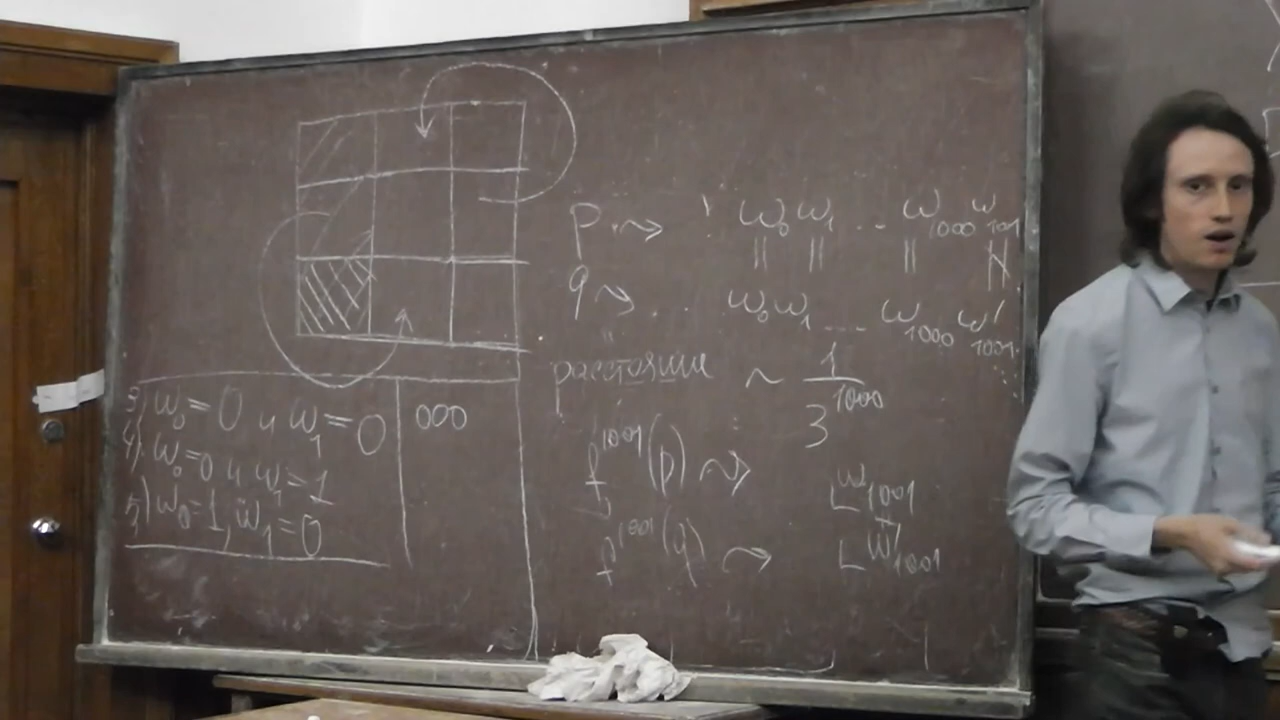 3) ω₀ = 0 и ω₁ = 0
4) ω₀ = 0 и ω₁ = 1
5) ω₀ = 1, ω₁ = 0
000
p ⇝ ω₀ω₁ ... ω₁₀₀₀ ω₁₀₀₁
q ⇝ . . ω₀ω₁ ... ω₁₀₀₀ ω'₁₀₀₁
расстояние ~ 1/3¹⁰⁰⁰
f¹⁰⁰¹(p) ⇝ ω₁₀₀₁
f¹⁰⁰¹(q) ⇝ ω'₁₀₀₁